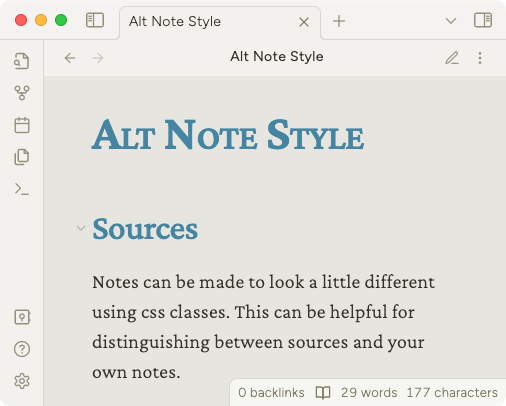 Alt Note Style
Alt Note Style
Alt Note Style
Sources
Notes can be made to look a little different
using css classes. This can be helpful for
distinguishing between sources and your
own notes.
0 backlinks 29 words 177 characters